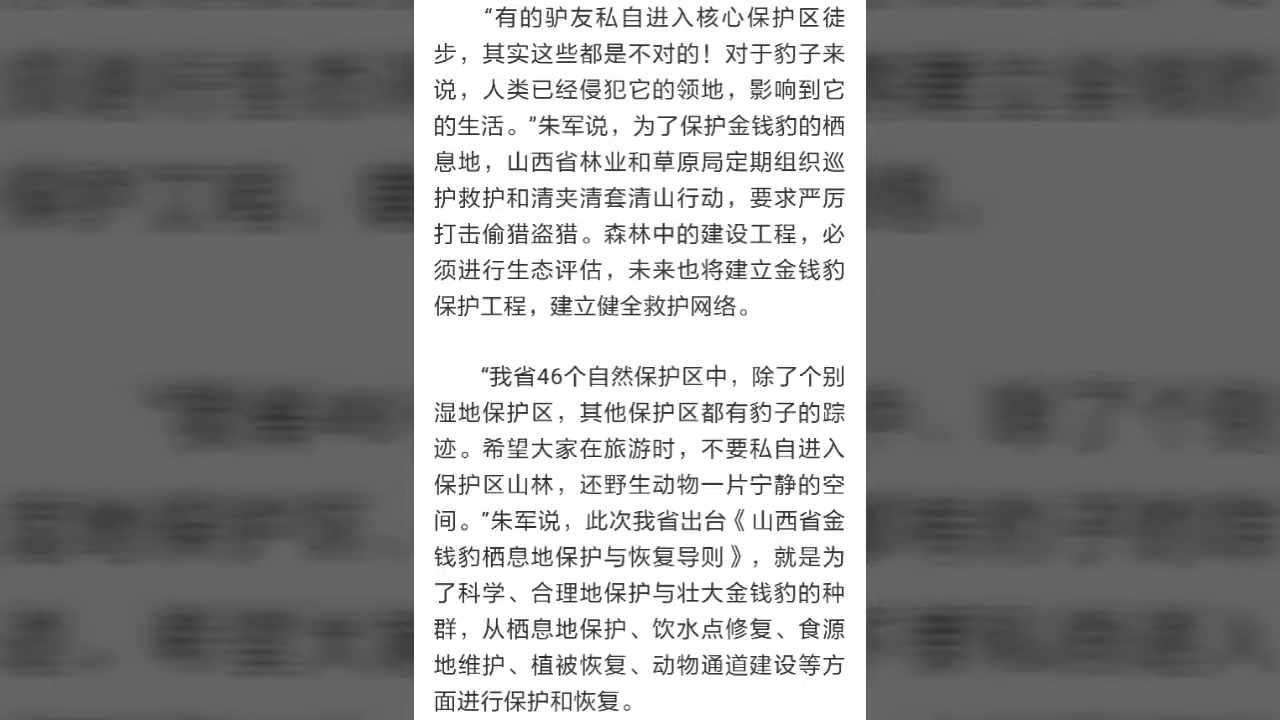 “有的驴友私自进入核心保护区徒
步，其实这些都是不对的！对于豹子来
说，人类已经侵犯它的领地，影响到它
的生活。”朱军说，为了保护金钱豹的栖
息地，山西省林业和草原局定期组织巡
护救护和清夹清套清山行动，要求严厉
打击偷猎盗猎。森林中的建设工程，必
须进行生态评估，未来也将建立金钱豹
保护工程，建立健全救护网络。
“我省46个自然保护区中，除了个别
湿地保护区，其他保护区都有豹子的踪
迹。希望大家在旅游时，不要私自进入
保护区山林，还野生动物一片宁静的空
间。”朱军说，此次我省出台《山西省金
钱豹栖息地保护与恢复导则》，就是为
了科学、合理地保护与壮大金钱豹的种
群，从栖息地保护、饮水点修复、食源
地维护、植被恢复、动物通道建设等方
面进行保护和恢复。